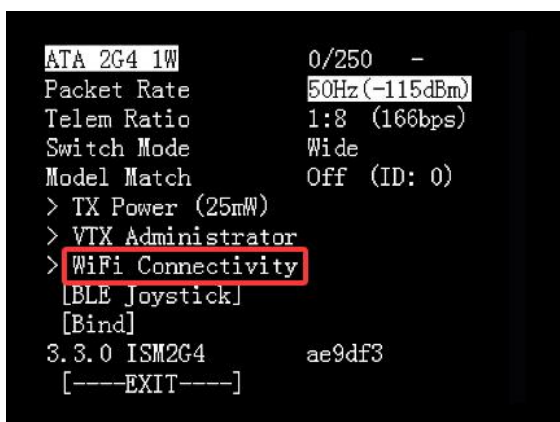 ATA 2G4 1W 0/250 -
Packet Rate 50Hz(-115dBm)
Telem Ratio 1:8 (166bps)
Switch Mode Wide
Model Match Off (ID: 0)
> TX Power (25mW)
> VTX Administrator
> WiFi Connectivity
[BLE Joystick]
[Bind]
3.3.0 ISM2G4 ae9df3
[----EXIT----]